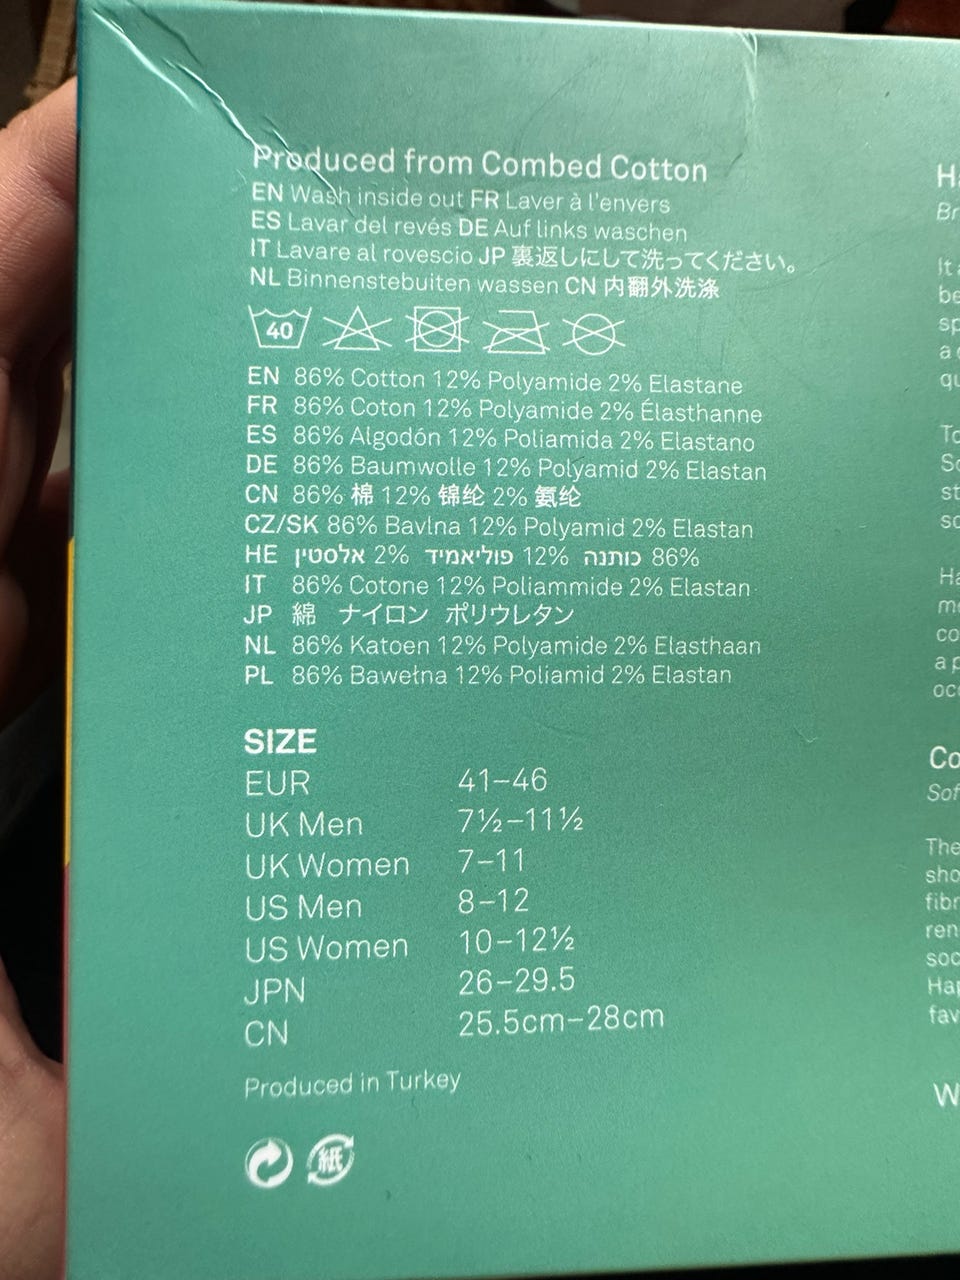 Produced from Combed Cotton
EN Wash inside out FR Laver à l'envers
ES Lavar del revés DE Auf links waschen
IT Lavare al rovescio JP 裏返しにして洗ってください。
NL Binnenstebuiten wassen CN 内翻外洗涤
40
EN 86% Cotton 12% Polyamide 2% Elastane
FR 86% Coton 12% Polyamide 2% Élasthanne
ES 86% Algodón 12% Poliamida 2% Elastano
DE 86% Baumwolle 12% Polyamid 2% Elastan
CN 86% 棉 12% 锦纶 2% 氨纶
CZ/SK 86% Bavlna 12% Polyamid 2% Elastan
HE 86% כותנה 12% פוליאמיד 2% אלסטין
IT 86% Cotone 12% Poliammide 2% Elastan
JP 綿 ナイロン ポリウレタン
NL 86% Katoen 12% Polyamide 2% Elasthaan
PL 86% Bawełna 12% Poliamid 2% Elastan
SIZE
EUR 41–46
UK Men 7½–11½
UK Women 7–11
US Men 8–12
US Women 10–12½
JPN 26–29.5
CN 25.5cm–28cm
Produced in Turkey
紙